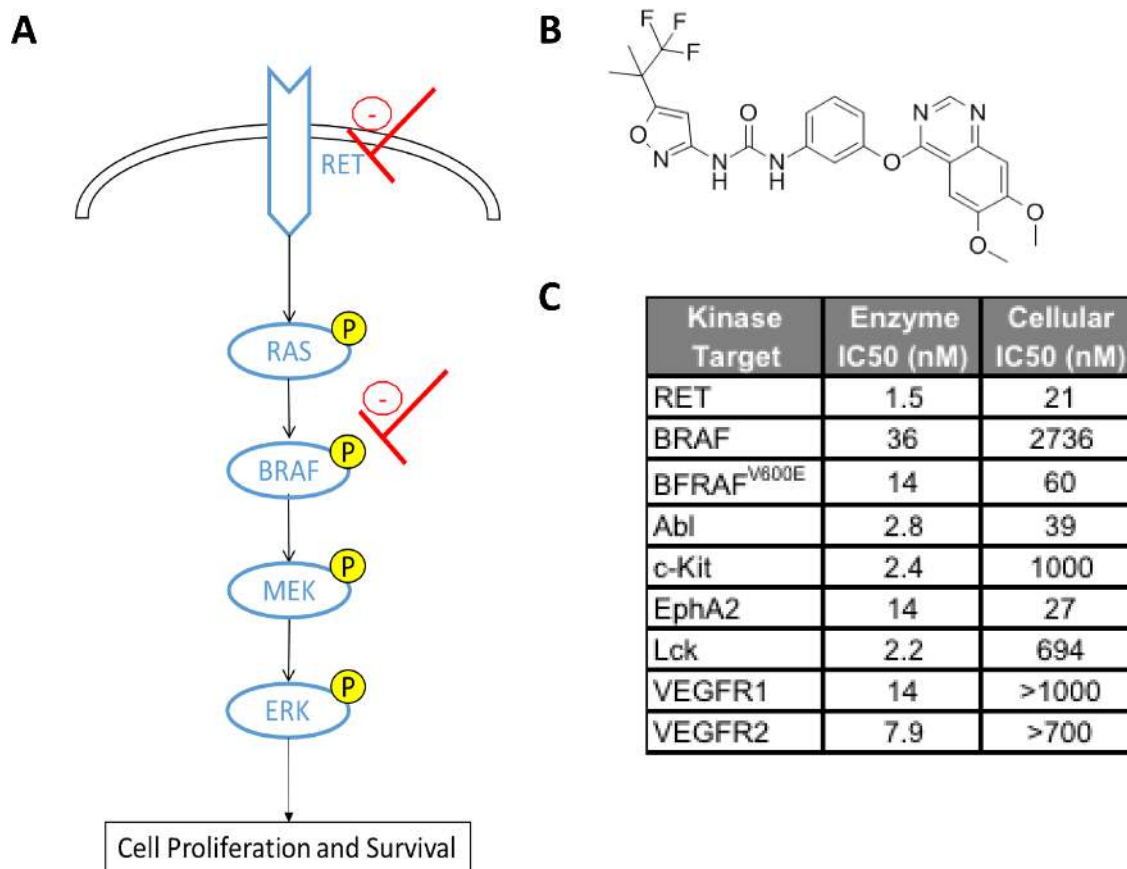 A
-
RET
P
RAS
-
P
BRAF
P
MEK
P
ERK
Cell Proliferation and Survival
B
F
F
F
O
N
O
N
H
N
H
O
N
N
O
O
C
Kinase Target Enzyme IC50 (nM) Cellular IC50 (nM)
RET 1.5 21
BRAF 36 2736
BFRAF^V600E 14 60
Abl 2.8 39
c-Kit 2.4 1000
EphA2 14 27
Lck 2.2 694
VEGFR1 14 >1000
VEGFR2 7.9 >700